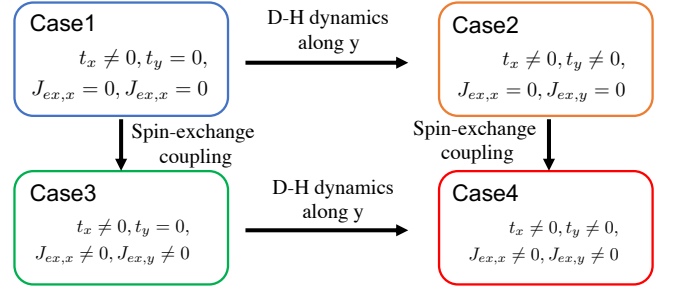 Case1
t_x ≠ 0, t_y = 0,
J_{ex,x} = 0, J_{ex,x} = 0
D-H dynamics
along y
Case2
t_x ≠ 0, t_y ≠ 0,
J_{ex,x} = 0, J_{ex,y} = 0
Spin-exchange
coupling
Spin-exchange
coupling
Case3
t_x ≠ 0, t_y = 0,
J_{ex,x} ≠ 0, J_{ex,y} ≠ 0
D-H dynamics
along y
Case4
t_x ≠ 0, t_y ≠ 0,
J_{ex,x} ≠ 0, J_{ex,y} ≠ 0